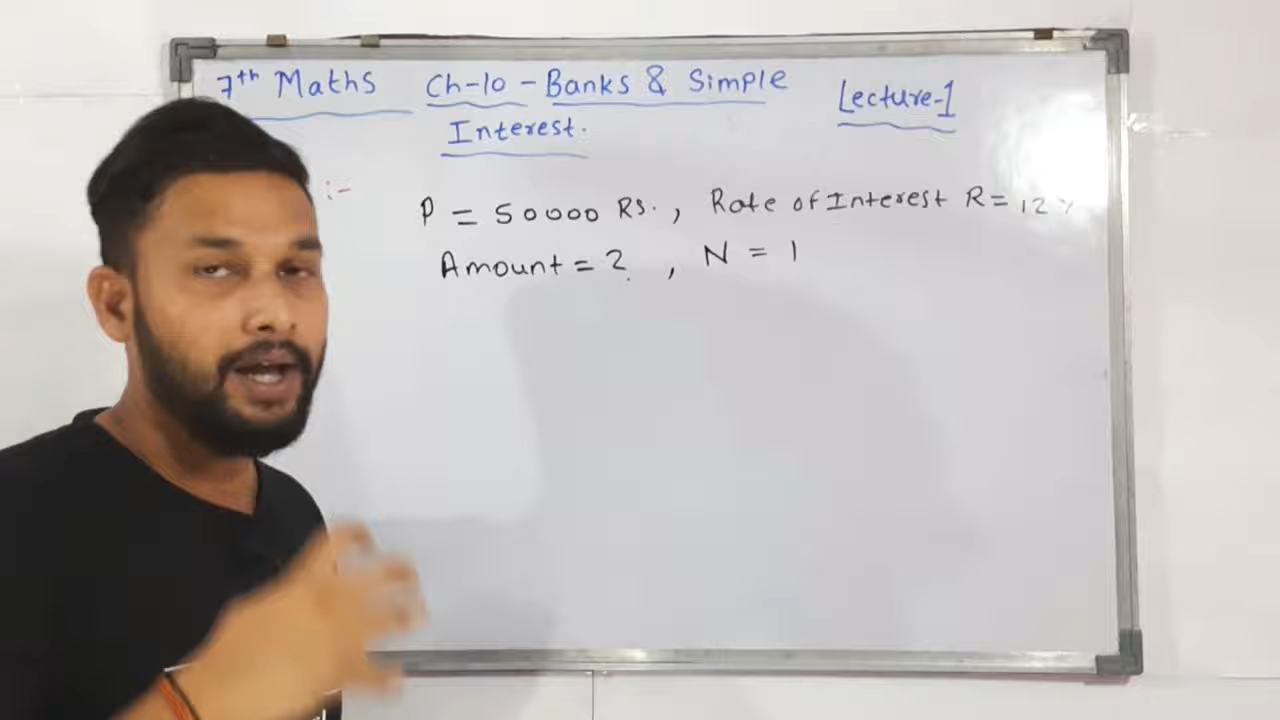 7th Maths Ch-10 - Banks & Simple Lecture-1
Interest.
:-
P = 50000 Rs. , Rate of Interest R = 12%
Amount = ? , N = 1